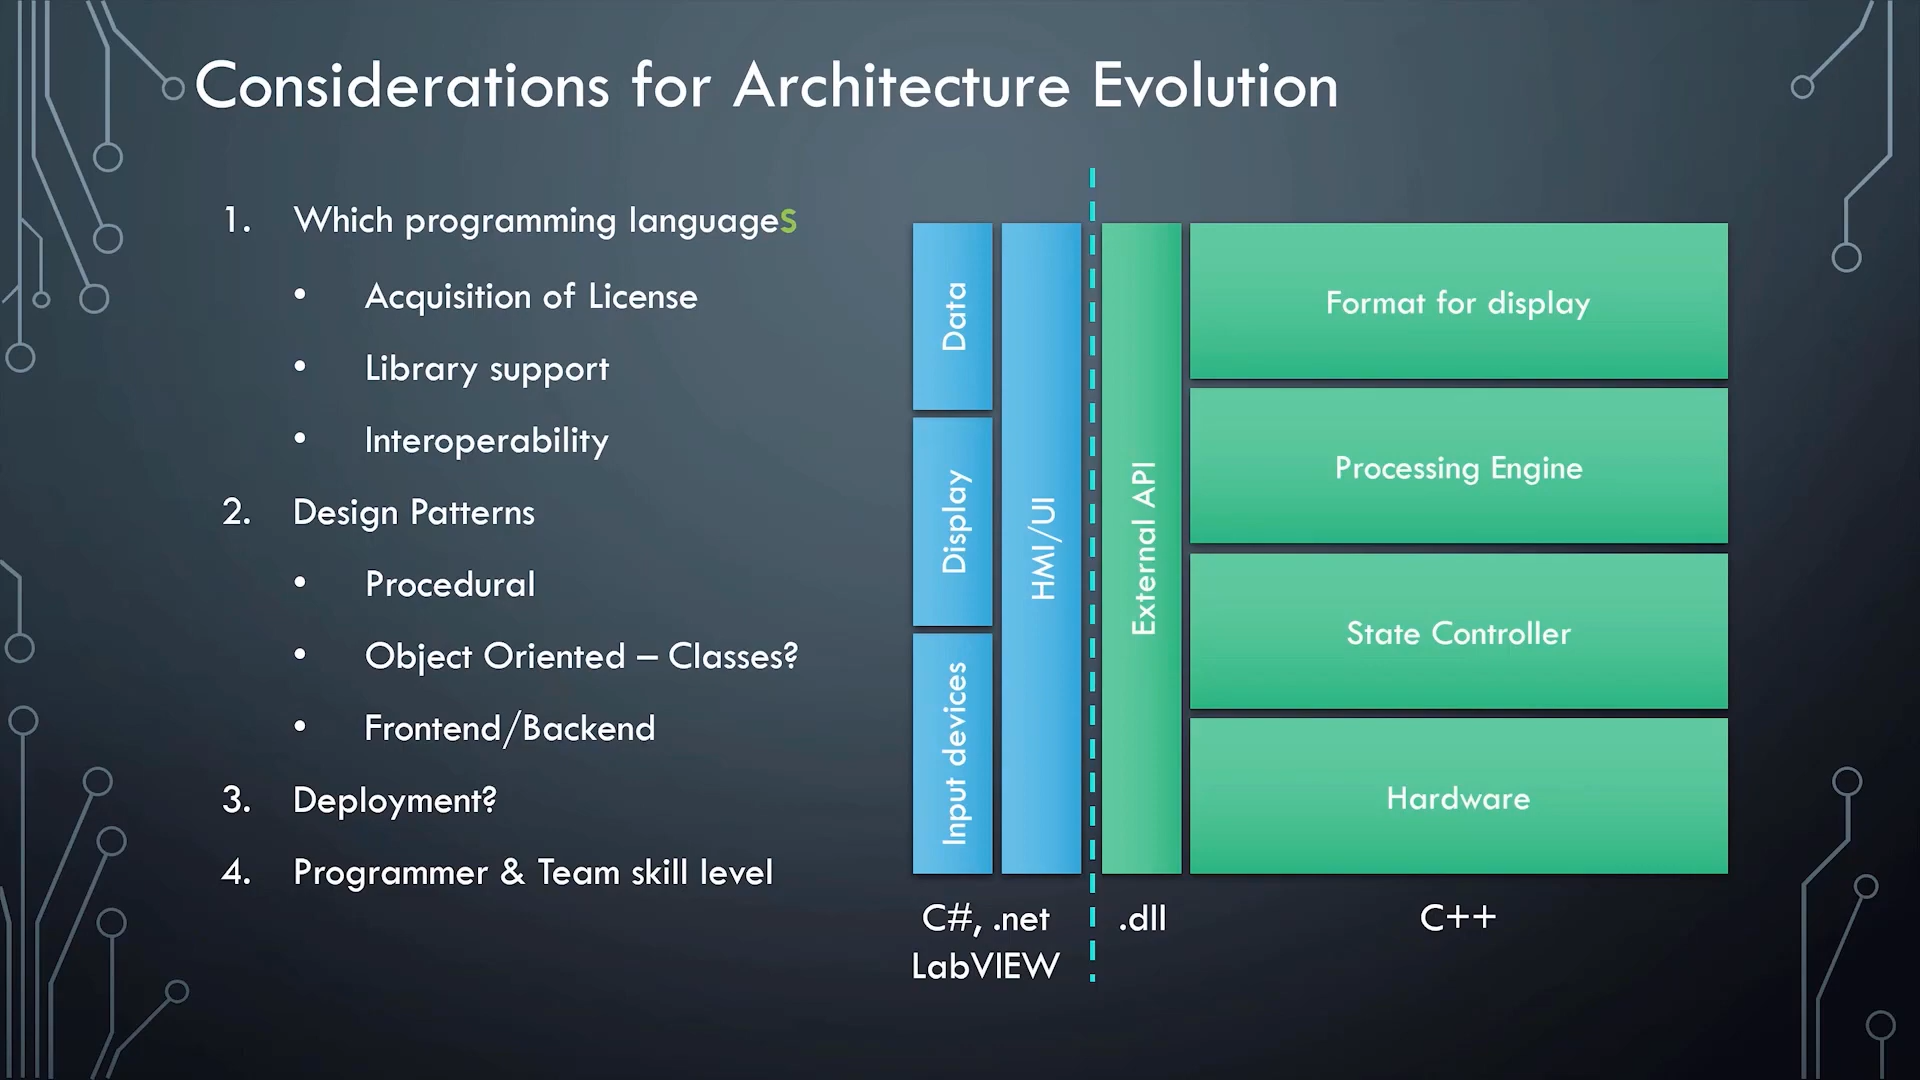 Considerations for Architecture Evolution
1. Which programming languages
• Acquisition of License
• Library support
• Interoperability
2. Design Patterns
• Procedural
• Object Oriented – Classes?
• Frontend/Backend
3. Deployment?
4. Programmer & Team skill level
Data
Display
Input devices
HMI/UI
External API
Format for display
Processing Engine
State Controller
Hardware
C#, .net
LabVIEW
.dll
C++